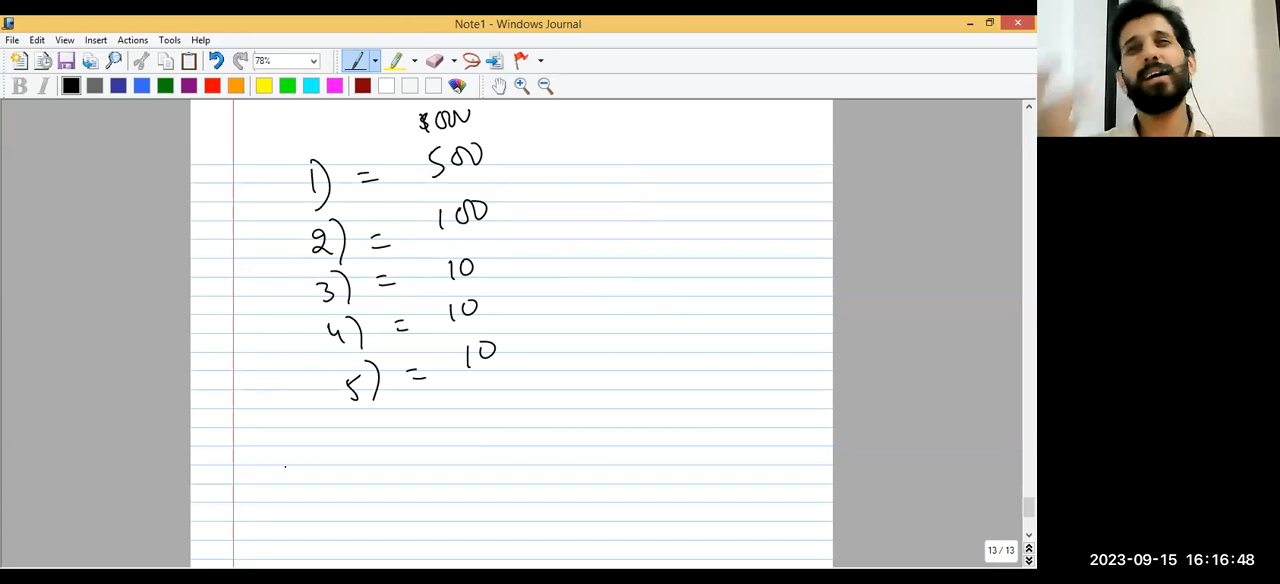 Note1 - Windows Journal
File Edit View Insert Actions Tools Help
78%
B I
1) = 500
2) = 100
3) = 10
4) = 10
5) = 10
13 / 13
2023-09-15 16:16:48